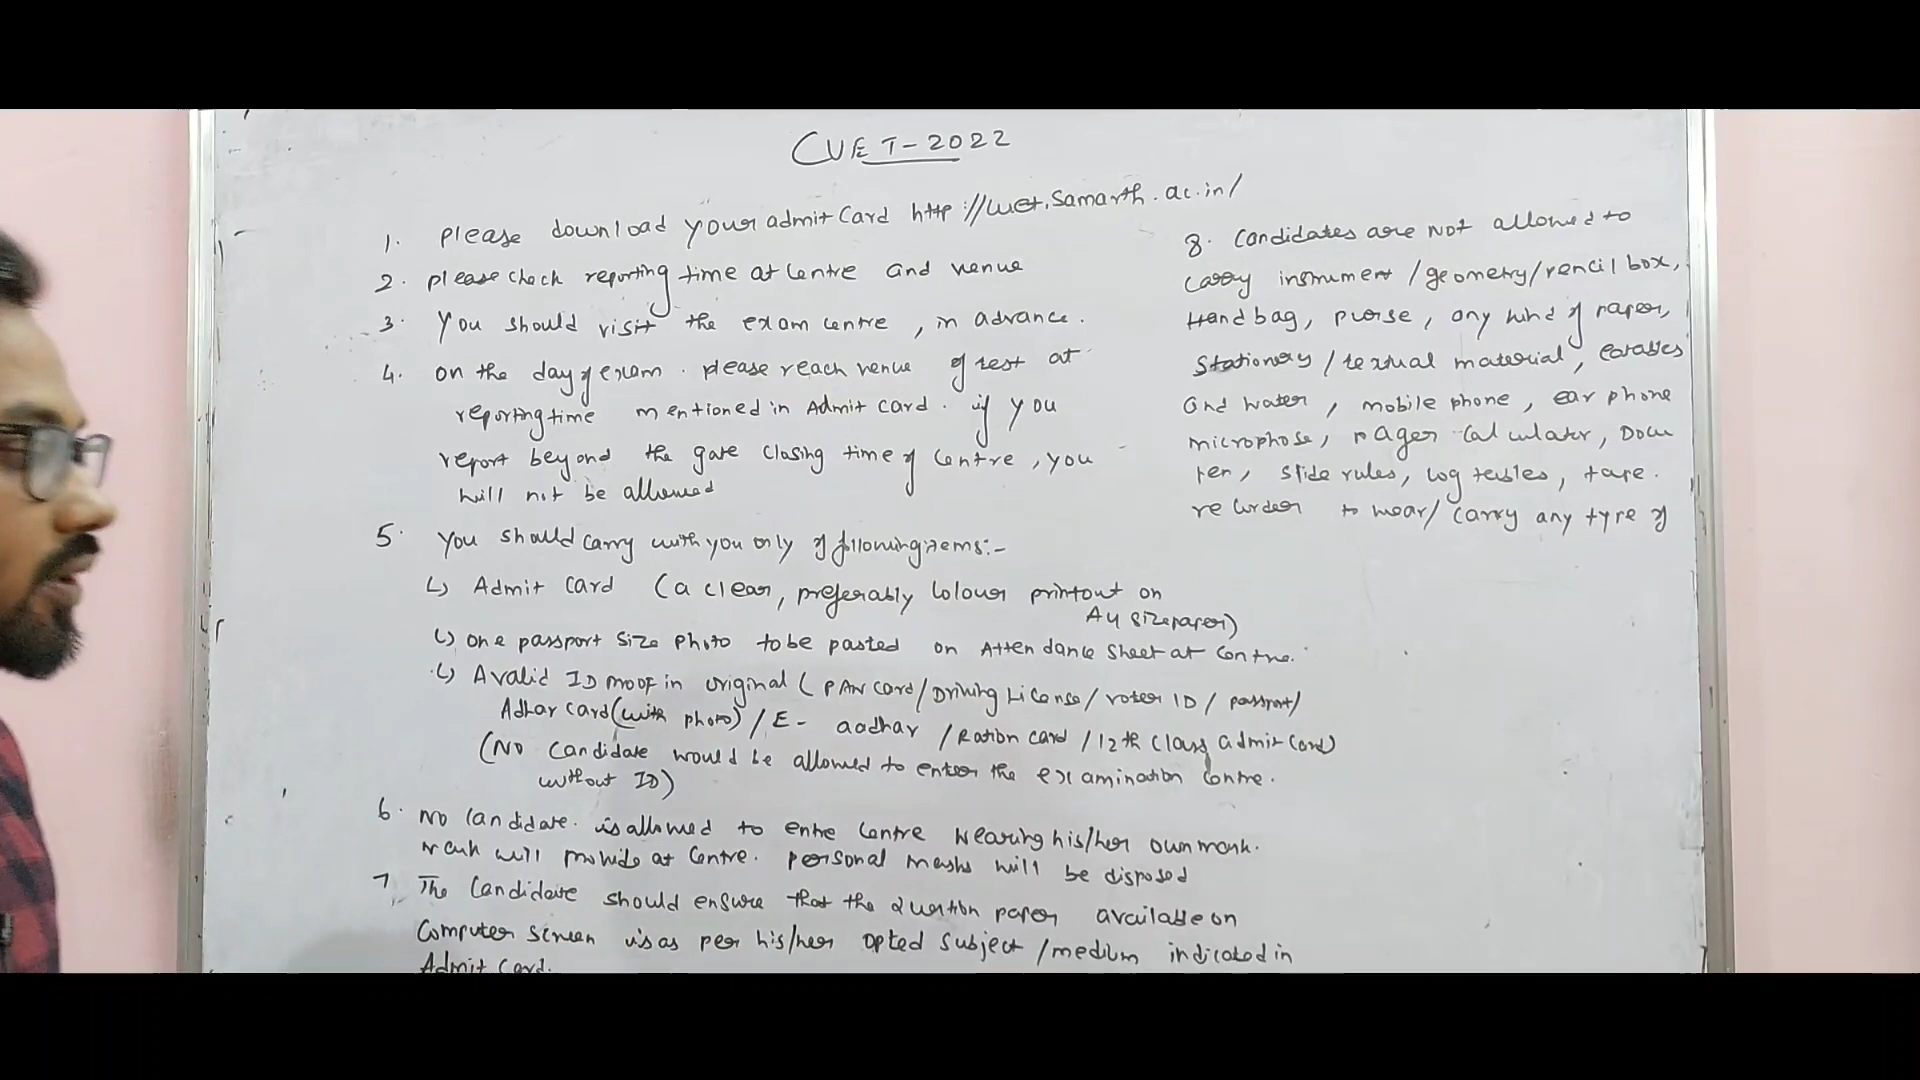 CUET-2022
1. please download your admit Card http://cuet.Samarth.ac.in/
2. please check reporting time at Centre and venue
3. You should visit the exam centre, in advance.
4. on the day of exam. please reach venue of test at
reporting time mentioned in Admit card. if you
report beyond the gate closing time of Centre, you
will not be allowed
5. You should carry with you only of following items:-
Admit Card (a clear, preferably Colour printout on
A4 size paper)
one passport Size Photo to be pasted on Attendance Sheet at Centre.
A valid ID proof in original (PAN Card/Driving License/voter ID/passport/
Adhar Card(with photo)/E-aadhar/Ration card/12th Class admit Card)
(No Candidate would be allowed to enter the examination Centre.
without ID)
6. No Candidate. is allowed to entre Centre Wearing his/her own mask.
mask will provide at Centre. personal masks will be disposed
7 The Candidate should ensure that the question paper available on
Computer screen is as per his/her opted subject/medium indicated in
Admit Card.
8. Candidates are Not allowed to
carry instrument/geometry/pencil box,
Hand bag, purse, any kind of paper,
Stationery/textual material, eatables
and water, mobile phone, ear phone
microphose, pager Calculater, Docu
pen, slide rules, log tables, tape.
recorder to wear/carry any type of